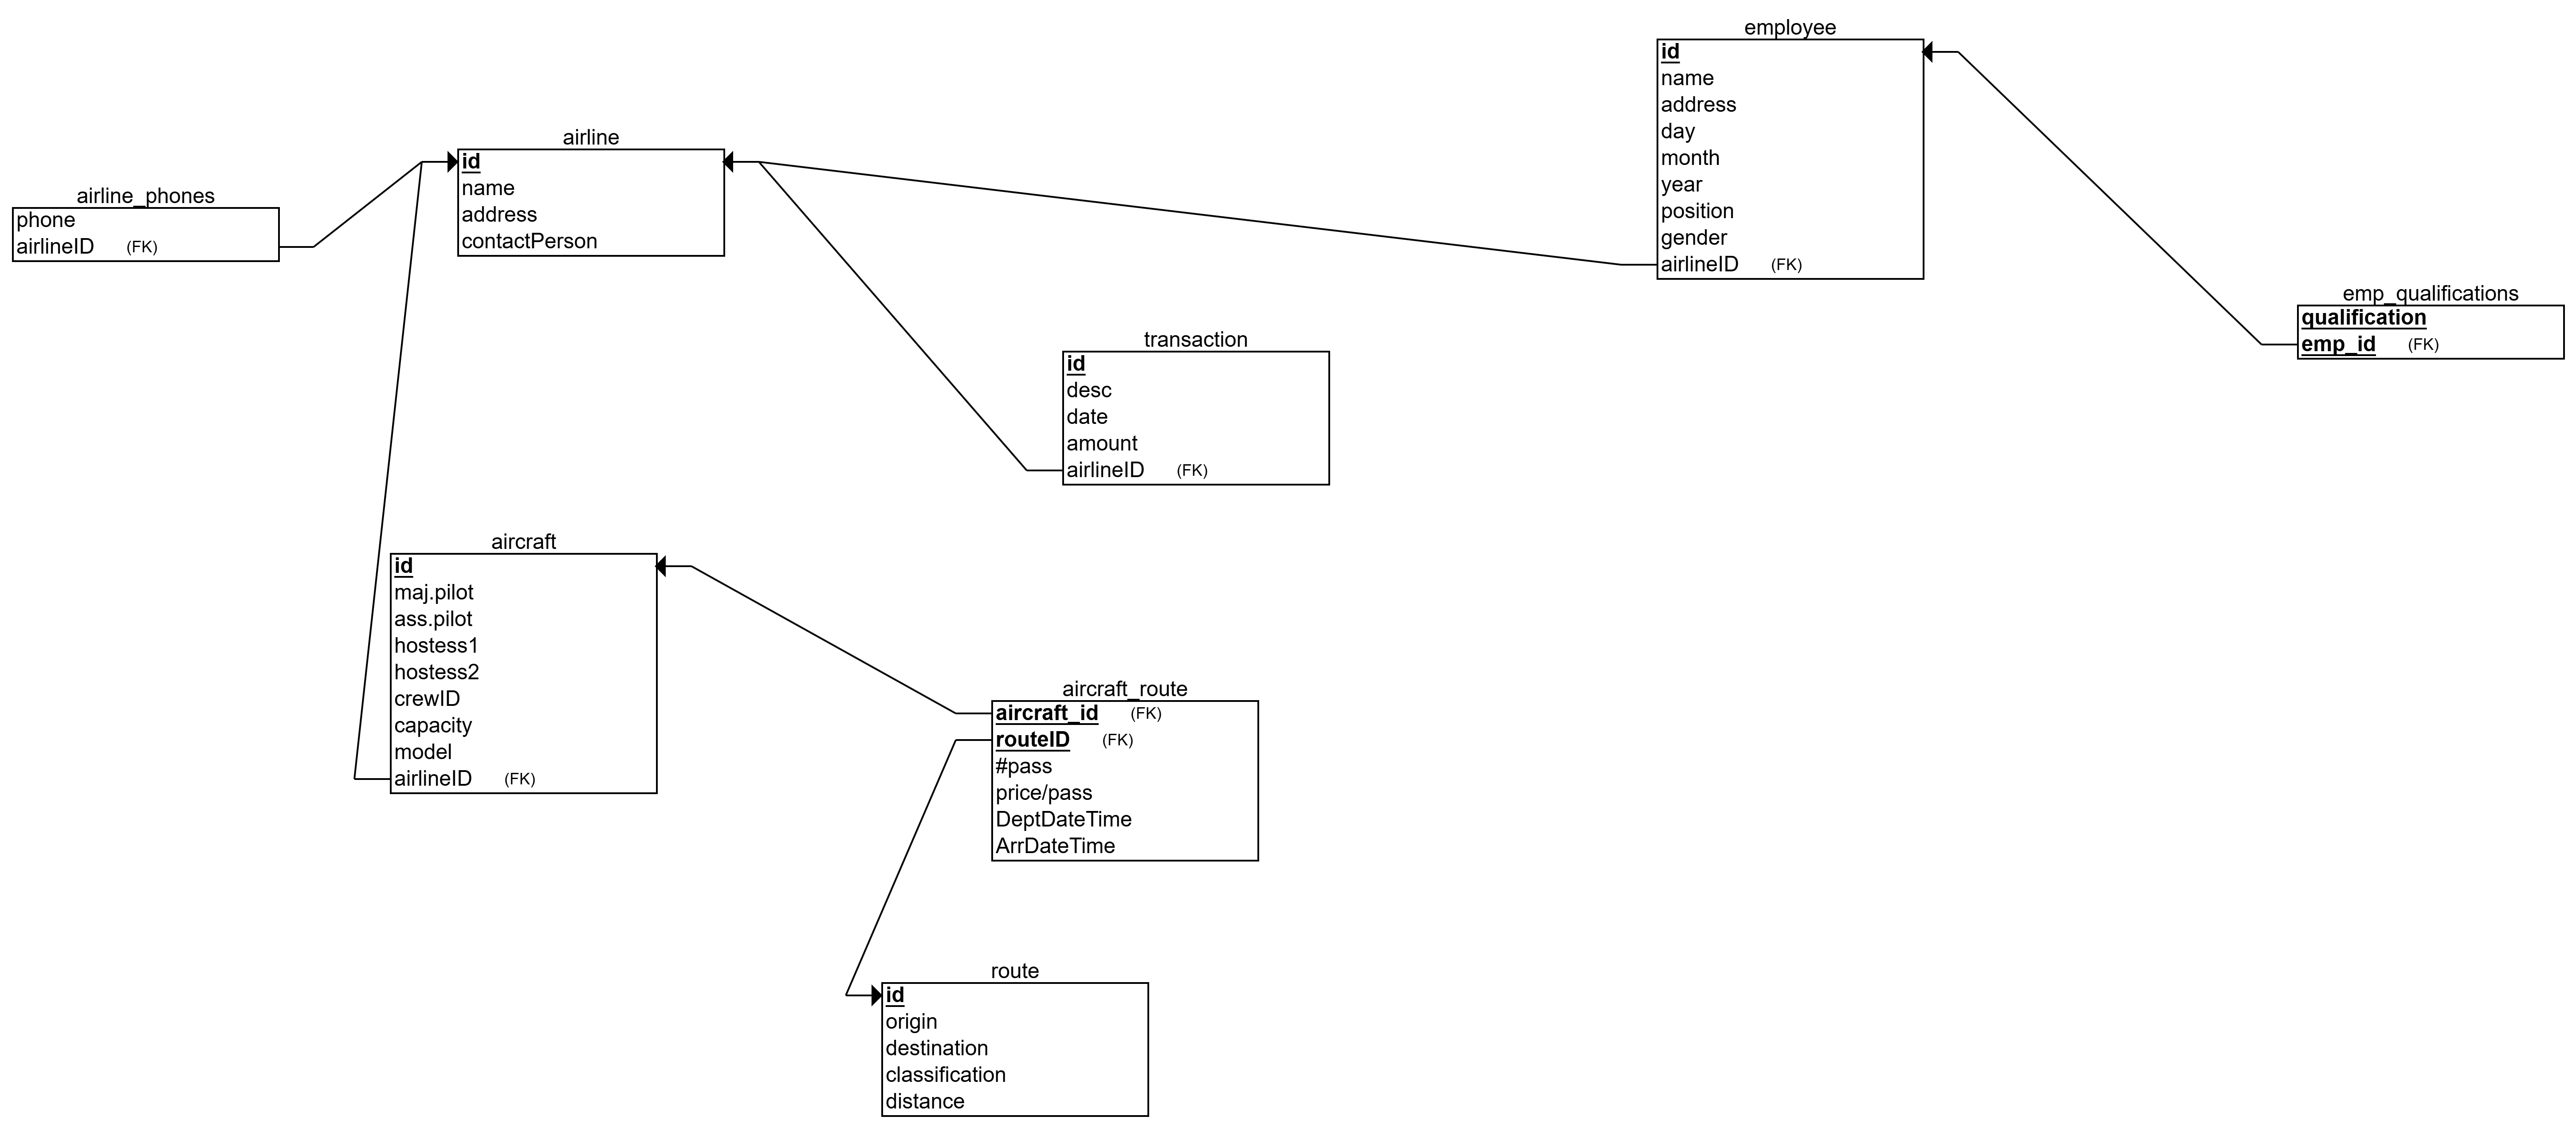 employee
id
name
address
day
month
year
position
gender
airlineID (FK)
airline
id
name
address
contactPerson
airline_phones
phone
airlineID (FK)
emp_qualifications
qualification
emp_id (FK)
transaction
id
desc
date
amount
airlineID (FK)
aircraft
id
maj.pilot
ass.pilot
hostess1
hostess2
crewID
capacity
model
airlineID (FK)
aircraft_route
aircraft_id (FK)
routeID (FK)
#pass
price/pass
DeptDateTime
ArrDateTime
route
id
origin
destination
classification
distance